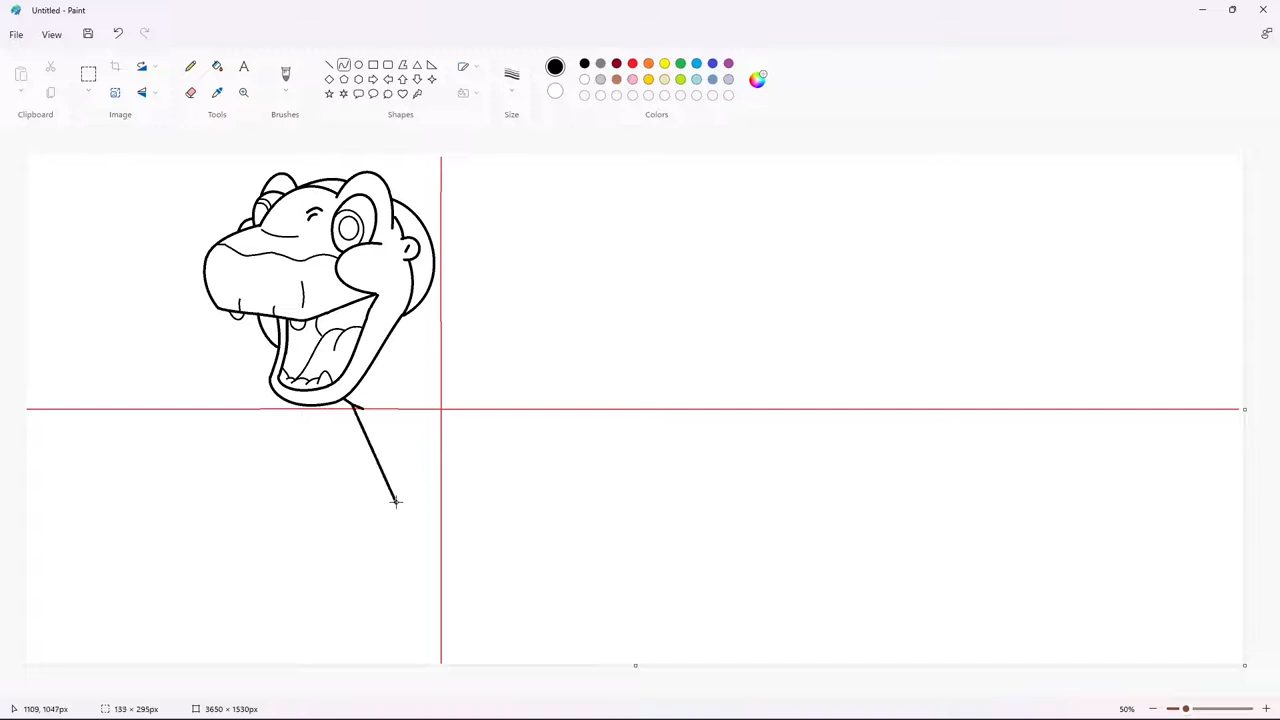 Untitled - Paint
File View
Clipboard Image Tools Brushes Shapes Size Colors
1109, 1047px 133 × 295px 3650 × 1530px 50%